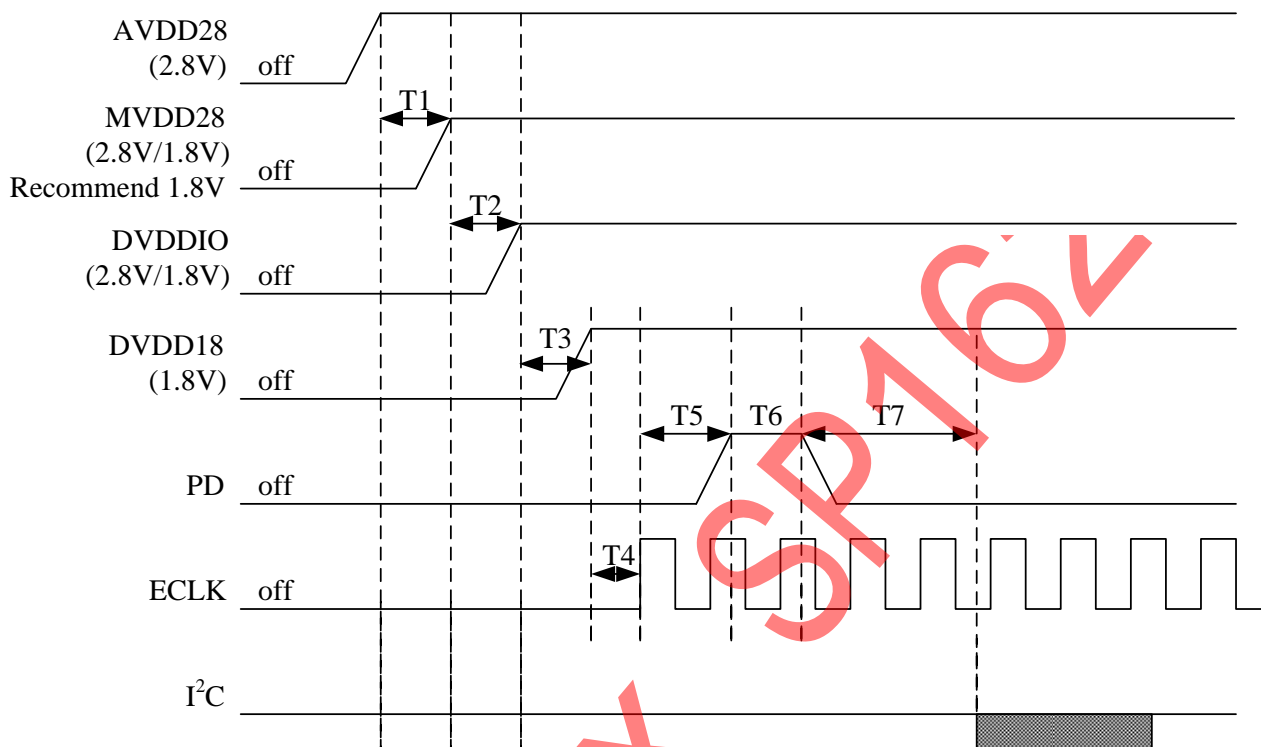 AVDD28
(2.8V) off
T1
MVDD28
(2.8V/1.8V)
off
Recommend 1.8V
T2
DVDDIO
(2.8V/1.8V) off
T3
DVDD18
(1.8V) off
T5 T6 T7
PD off
T4
ECLK off
I²C
SP162